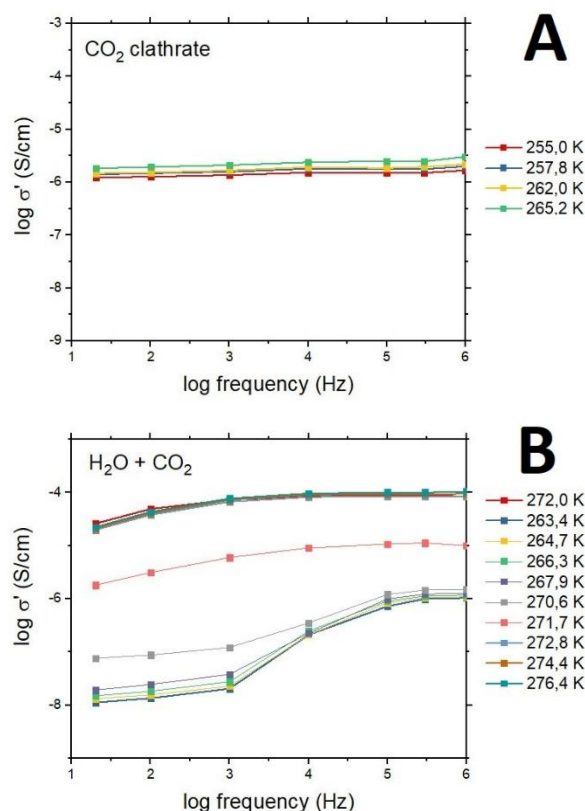 A
CO₂ clathrate
-3
-4
-5
-6
-7
-8
-9
log σ' (S/cm)
1 2 3 4 5 6
log frequency (Hz)
255,0 K
257,8 K
262,0 K
265,2 K
B
H₂O + CO₂
-4
-6
-8
log σ' (S/cm)
1 2 3 4 5 6
log frequency (Hz)
272,0 K
263,4 K
264,7 K
266,3 K
267,9 K
270,6 K
271,7 K
272,8 K
274,4 K
276,4 K